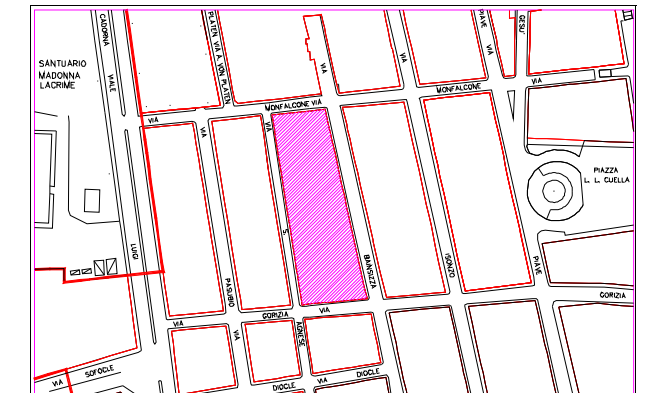 CADORNA
VIALE
LUIGI
SANTUARIO
MADONNA
LACRIME
PLATEN VIA A. VON PLATEN
VIA
VIA
PIAVE
VIA
GESU'
VIA
MONFALCONE VIA
MONFALCONE
VIA
VIA
PASUBIO
VIA
VIA
S.
AGNESE
BAINSIZZA
ISONZO
PIAVE
PIAZZA
L. L. CUELLA
GORIZIA
VIA
GORIZIA
VIA
VIA
SOFOCLE
DIOCLE
VIA
DIOCLE